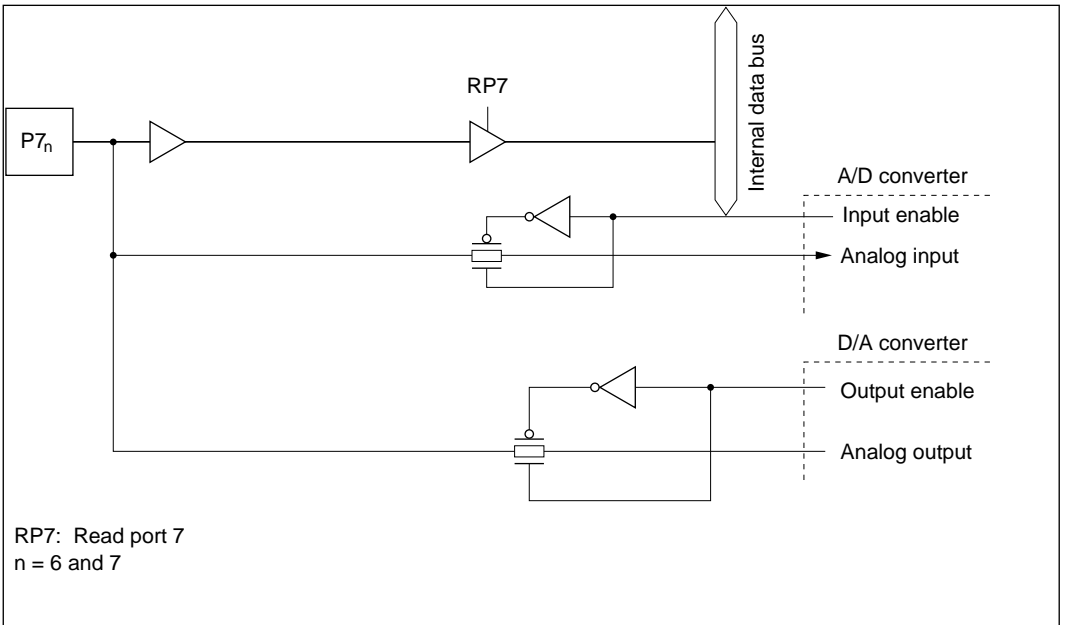 RP7
P7n
Internal data bus
A/D converter
Input enable
Analog input
D/A converter
Output enable
Analog output
RP7: Read port 7
n = 6 and 7